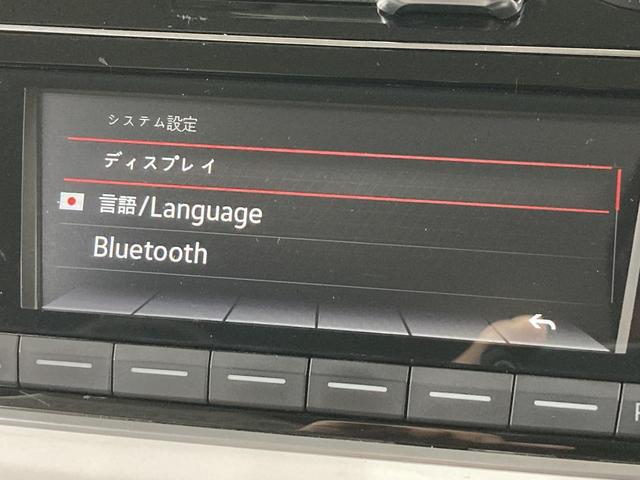 システム設定
ディスプレイ
言語/Language
Bluetooth